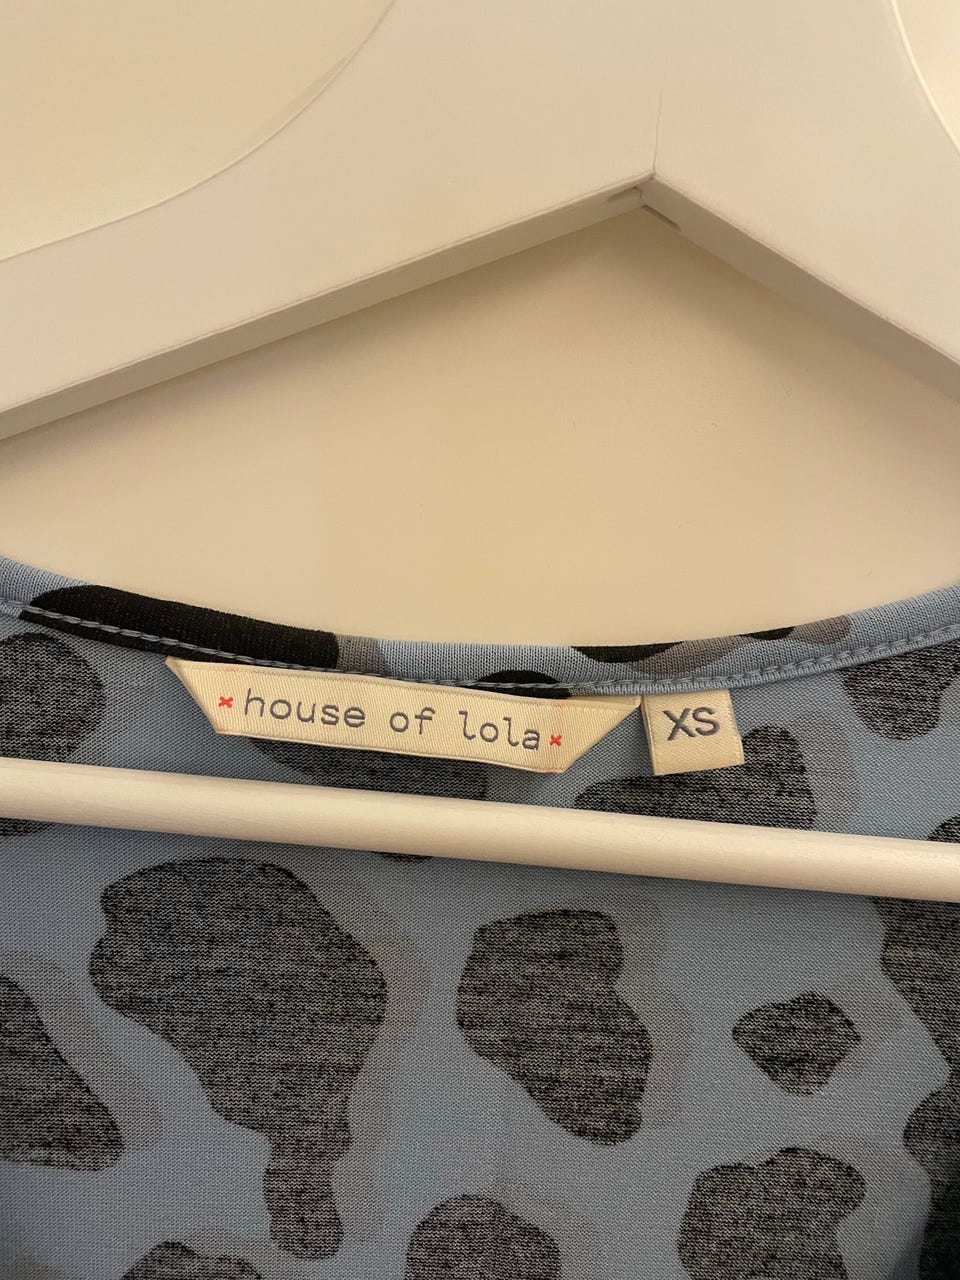 ×house of lola×
XS